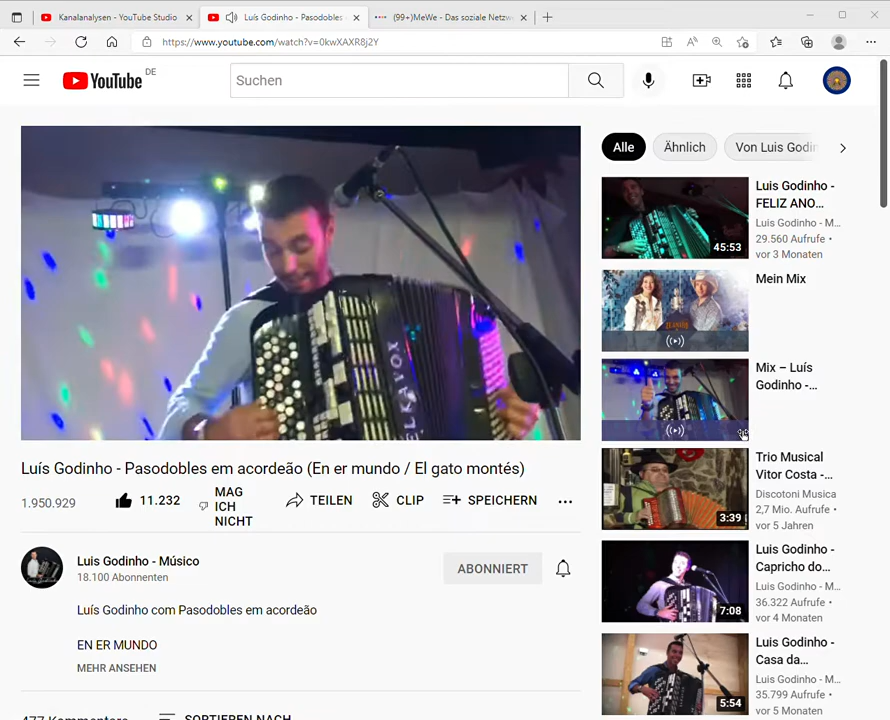 Kanalanalysen - YouTube Studio
Luís Godinho - Pasodobles
(99+)MeWe - Das soziale Netzw
https://www.youtube.com/watch?v=0kwXAXR8j2Y
YouTube DE
Suchen
Alle
Ähnlich
Von Luis Godin
ELKAVOX
Luis Godinho -
FELIZ ANO...
Luis Godinho - M...
29.560 Aufrufe •
vor 3 Monaten
45:53
Mein Mix
Mix – Luís
Godinho -...
Trio Musical
Vitor Costa -...
Discotoni Musica
2,7 Mio. Aufrufe •
vor 5 Jahren
3:39
Luis Godinho -
Capricho do...
Luis Godinho - M...
36.322 Aufrufe •
vor 4 Monaten
7:08
Luis Godinho -
Casa da...
Luis Godinho - M...
35.799 Aufrufe •
vor 5 Monaten
5:54
Luís Godinho - Pasodobles em acordeão (En er mundo / El gato montés)
1.950.929
11.232
MAG
ICH
NICHT
TEILEN
CLIP
SPEICHERN
Luis Godinho - Músico
18.100 Abonnenten
ABONNIERT
Luís Godinho com Pasodobles em acordeão
EN ER MUNDO
MEHR ANSEHEN
477 Kommentare
SORTIEREN NACH